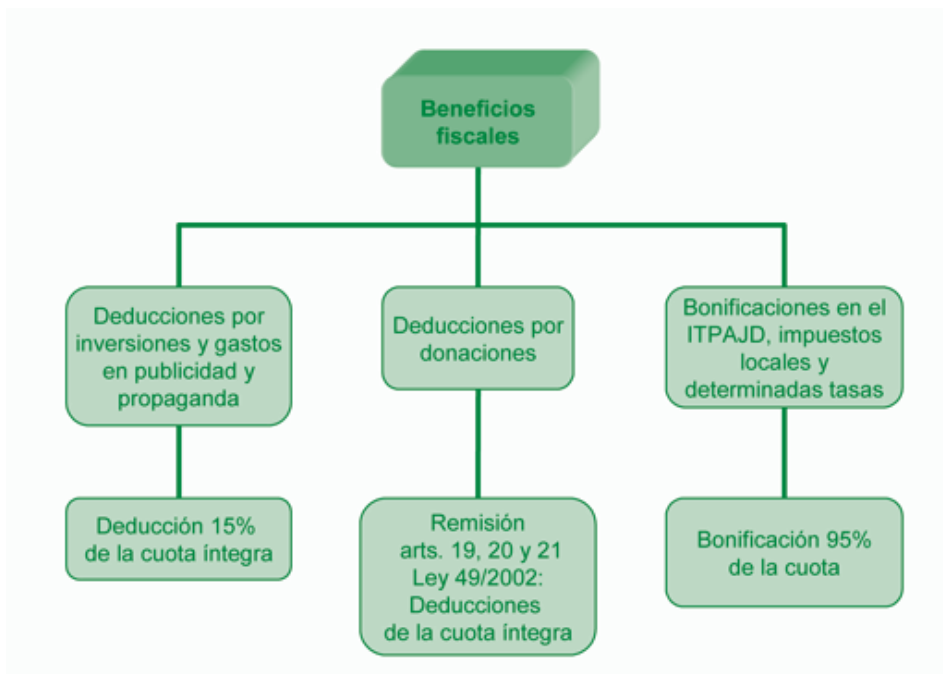 Beneficios
fiscales
Deducciones por
inversiones y gastos
en publicidad y
propaganda
Deducciones por
donaciones
Bonificaciones en el
ITPAJD, impuestos
locales y
determinadas tasas
Deducción 15%
de la cuota íntegra
Remisión
arts. 19, 20 y 21
Ley 49/2002:
Deducciones
de la cuota íntegra
Bonificación 95%
de la cuota